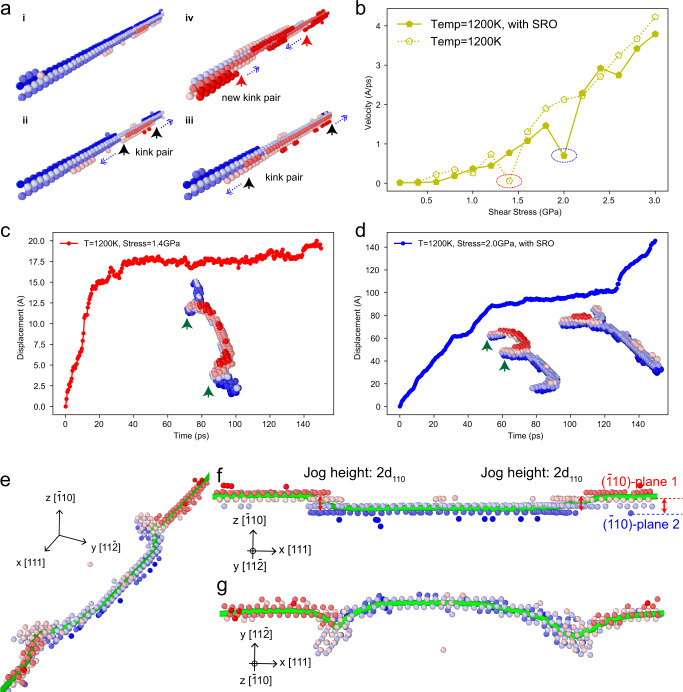 a
i
iv
new kink pair
ii
kink pair
iii
kink pair
b
Temp=1200K, with SRO
Temp=1200K
Velocity (A/ps)
4
3
2
1
0
0.5
1.0
1.5
2.0
2.5
3.0
Shear Stress (GPa)
c
T=1200K, Stress=1.4GPa
Displacement (A)
20.0
17.5
15.0
12.5
10.0
7.5
5.0
2.5
0.0
0 20 40 60 80 100 120 140
Time (ps)
d
T=1200K, Stress=2.0GPa, with SRO
Displacement (A)
140
120
100
80
60
40
20
0
0 20 40 60 80 100 120 140
Time (ps)
e
z [1̄10]
x [111]
y [112̄]
f
Jog height: 2d₁₁₀
Jog height: 2d₁₁₀
(1̄10)-plane 1
(1̄10)-plane 2
z [1̄10]
x [111]
y [112̄]
g
y [112̄]
x [111]
z [1̄10]